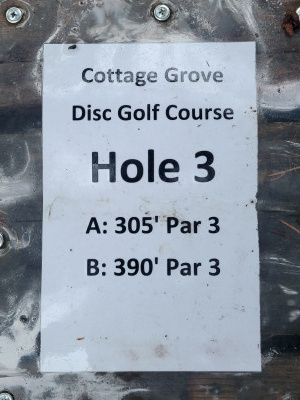 Cottage Grove
Disc Golf Course
Hole 3
A: 305' Par 3
B: 390' Par 3